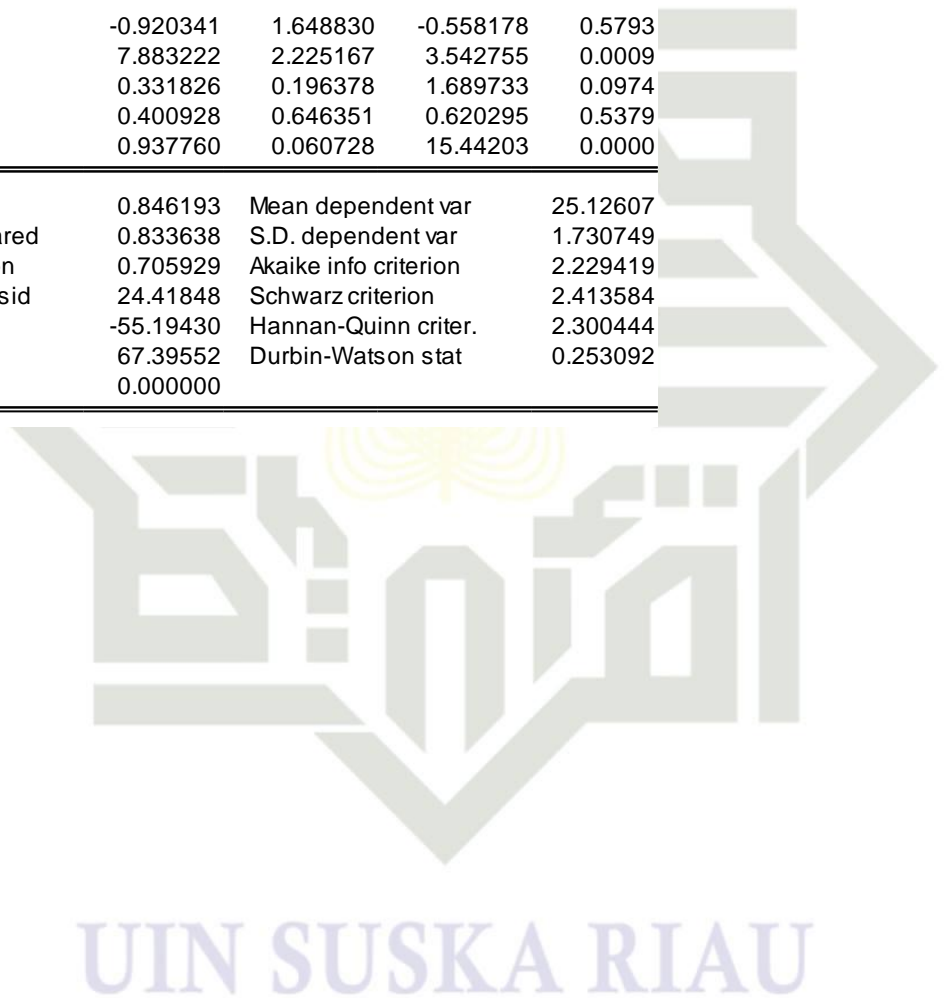 -0.920341 1.648830 -0.558178 0.5793
7.883222 2.225167 3.542755 0.0009
0.331826 0.196378 1.689733 0.0974
0.400928 0.646351 0.620295 0.5379
0.937760 0.060728 15.44203 0.0000
0.846193 Mean dependent var 25.12607
ared 0.833638 S.D. dependent var 1.730749
n 0.705929 Akaike info criterion 2.229419
sid 24.41848 Schwarz criterion 2.413584
-55.19430 Hannan-Quinn criter. 2.300444
67.39552 Durbin-Watson stat 0.253092
0.000000
UIN SUSKA RIAU